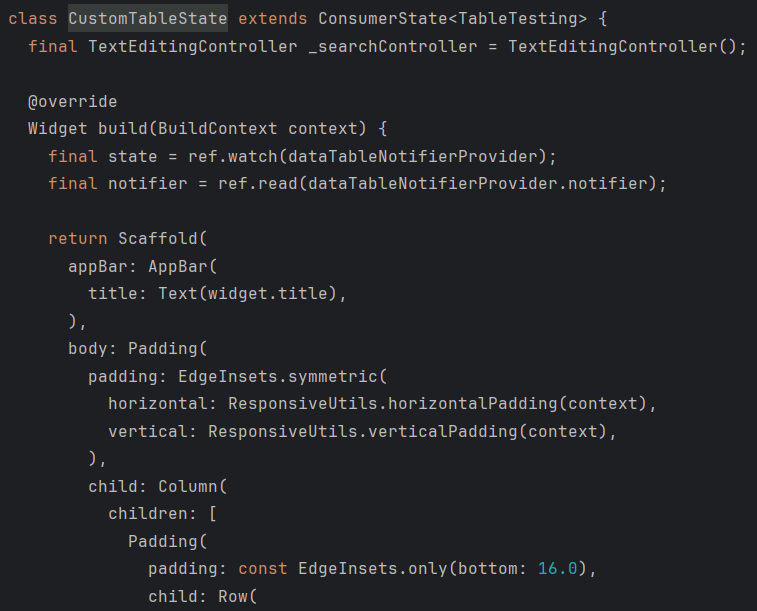 class CustomTableState extends ConsumerState<TableTesting> {
  final TextEditingController _searchController = TextEditingController();

  @override
  Widget build(BuildContext context) {
    final state = ref.watch(dataTableNotifierProvider);
    final notifier = ref.read(dataTableNotifierProvider.notifier);

    return Scaffold(
      appBar: AppBar(
        title: Text(widget.title),
      ),
      body: Padding(
        padding: EdgeInsets.symmetric(
          horizontal: ResponsiveUtils.horizontalPadding(context),
          vertical: ResponsiveUtils.verticalPadding(context),
        ),
        child: Column(
          children: [
            Padding(
              padding: const EdgeInsets.only(bottom: 16.0),
              child: Row(